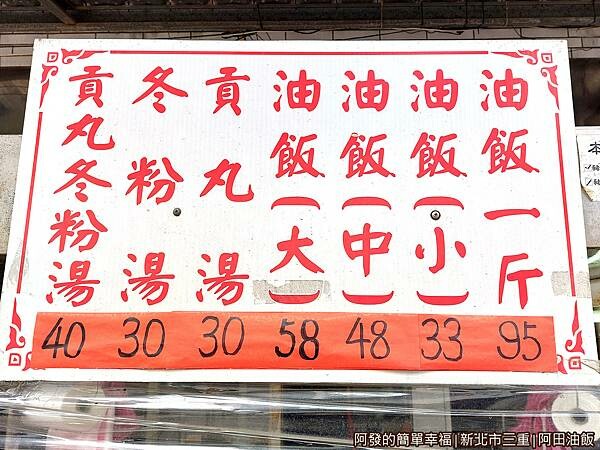 油飯一斤
95
油飯(小)
33
油飯(中)
48
油飯(大)
58
貢丸湯
30
冬粉湯
30
貢丸冬粉湯
40
本
阿發的簡單幸福|新北市三重|阿田油飯